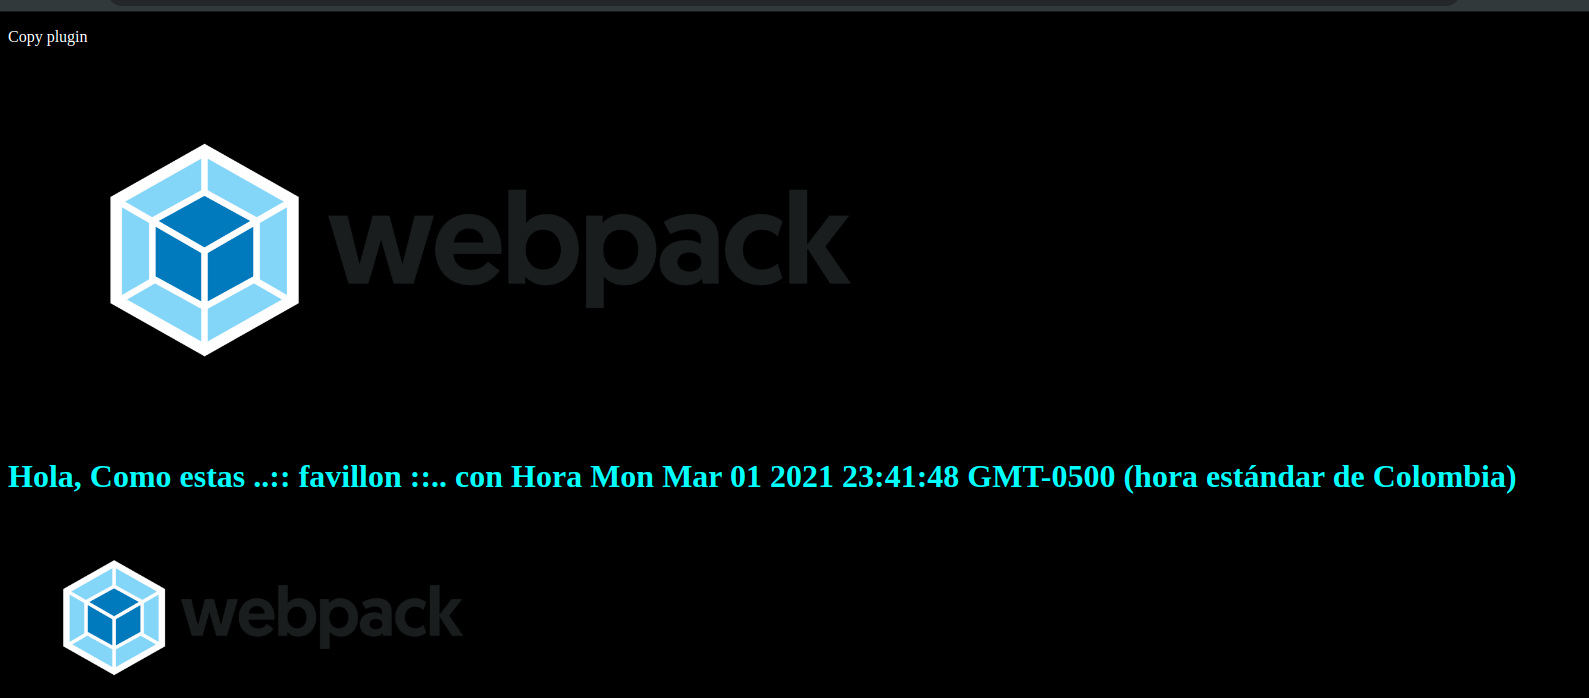 Copy plugin
webpack
Hola, Como estas ..:: favillon ::.. con Hora Mon Mar 01 2021 23:41:48 GMT-0500 (hora estándar de Colombia)
webpack